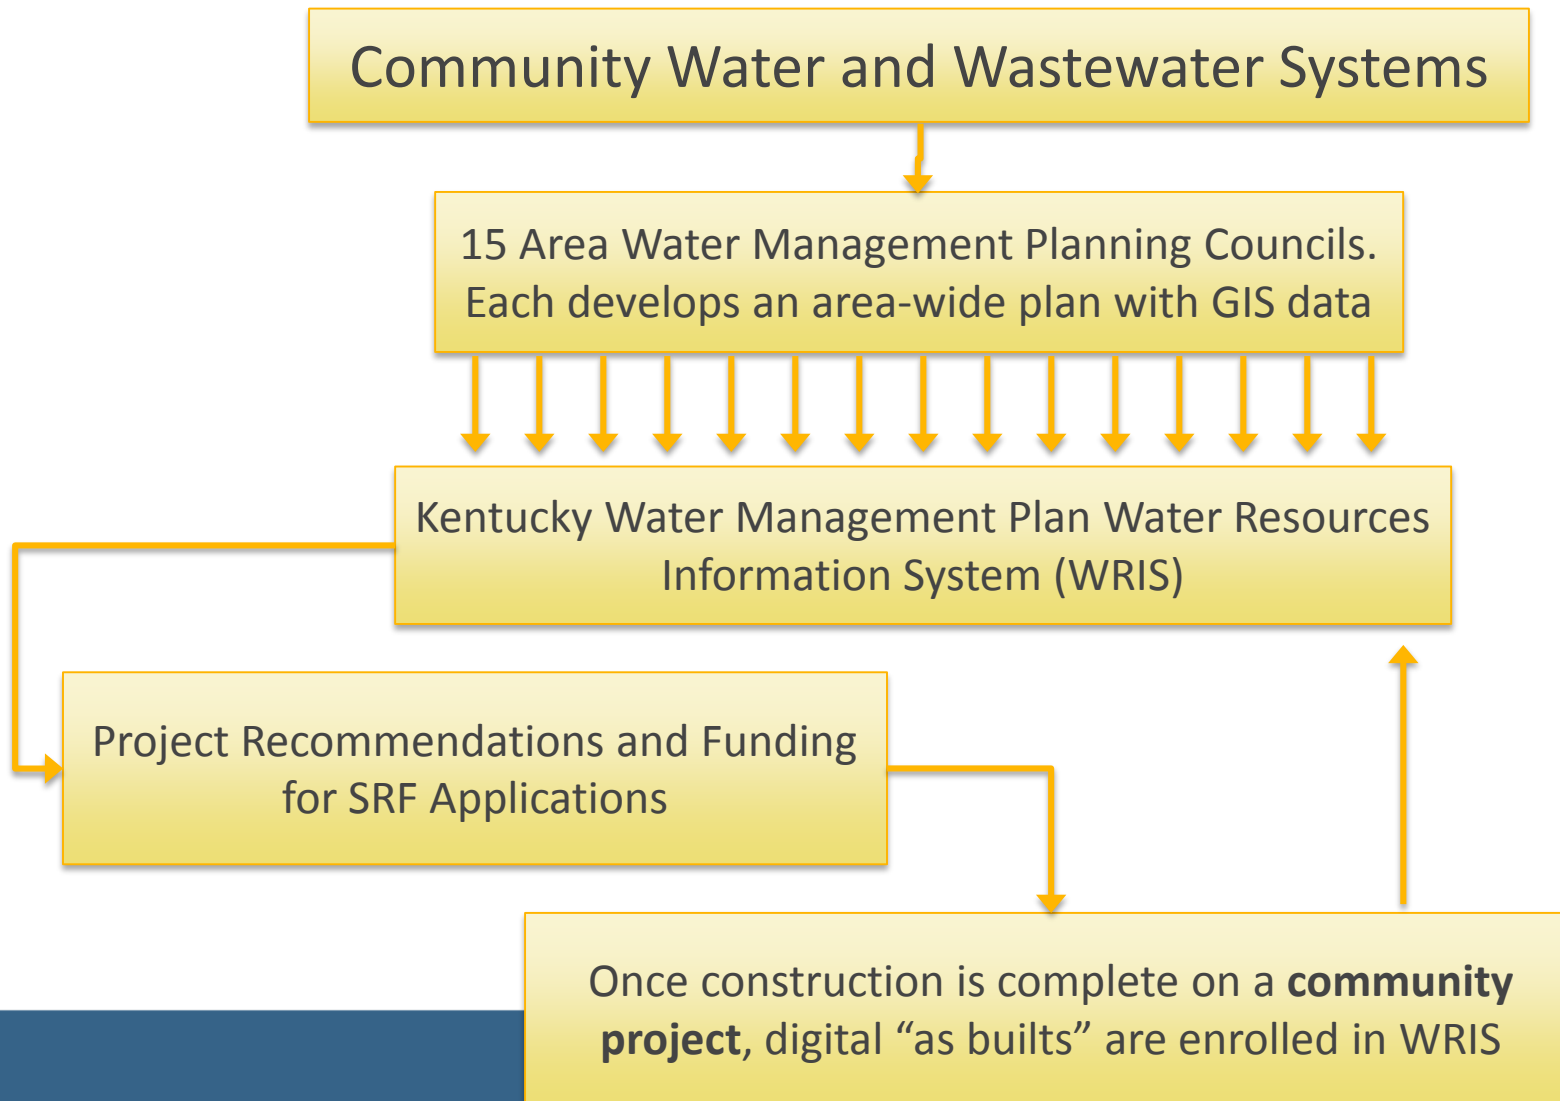 Community Water and Wastewater Systems
15 Area Water Management Planning Councils.
Each develops an area-wide plan with GIS data
Kentucky Water Management Plan Water Resources
Information System (WRIS)
Project Recommendations and Funding
for SRF Applications
Once construction is complete on a community
project, digital “as builts” are enrolled in WRIS